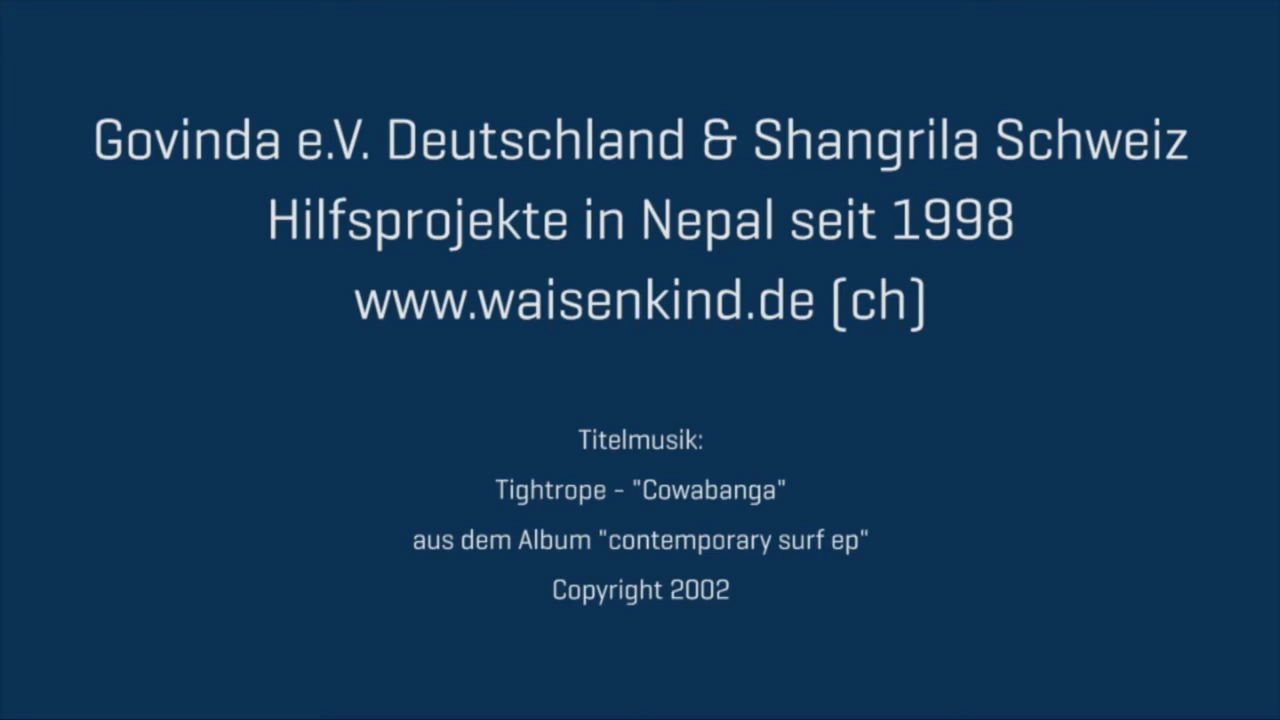 Govinda e.V. Deutschland & Shangrila Schweiz
Hilfsprojekte in Nepal seit 1998
www.waisenkind.de (ch)
Titelmusik:
Tightrope - "Cowabanga"
aus dem Album "contemporary surf ep"
Copyright 2002